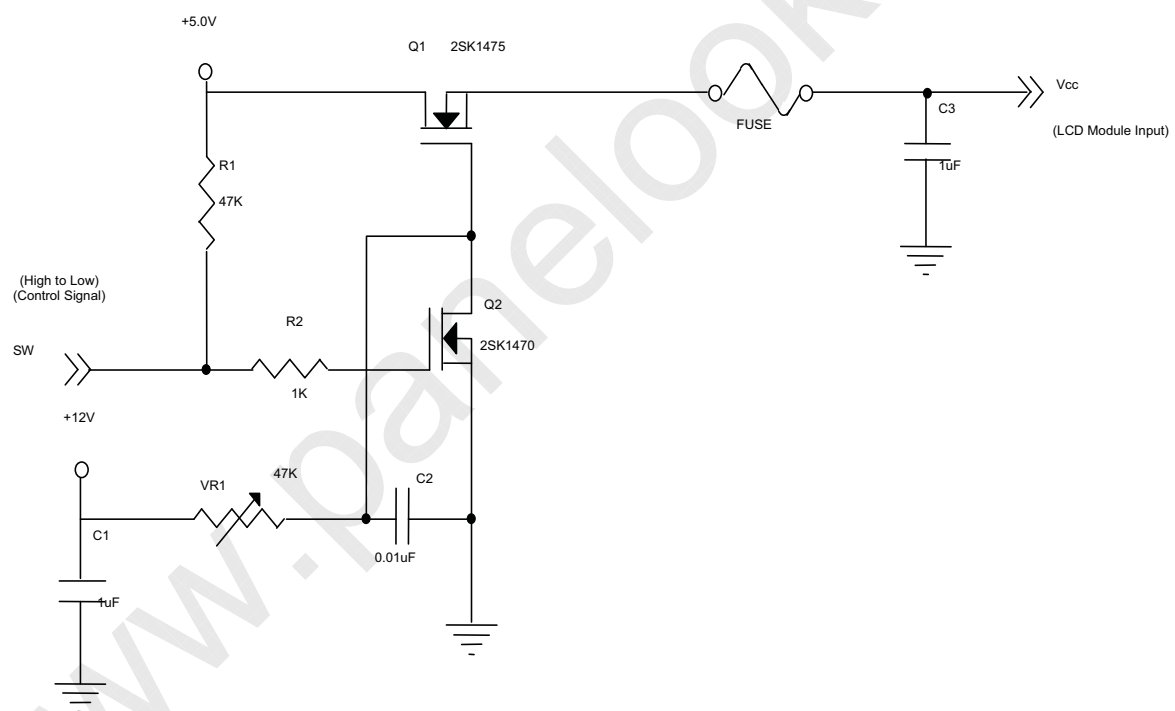 +5.0V
Q1 2SK1475
Vcc
C3
FUSE
(LCD Module Input)
R1
1uF
47K
(High to Low)
(Control Signal)
Q2
R2
2SK1470
SW
1K
+12V
47K
VR1
C2
C1
0.01uF
1uF
www.panelook